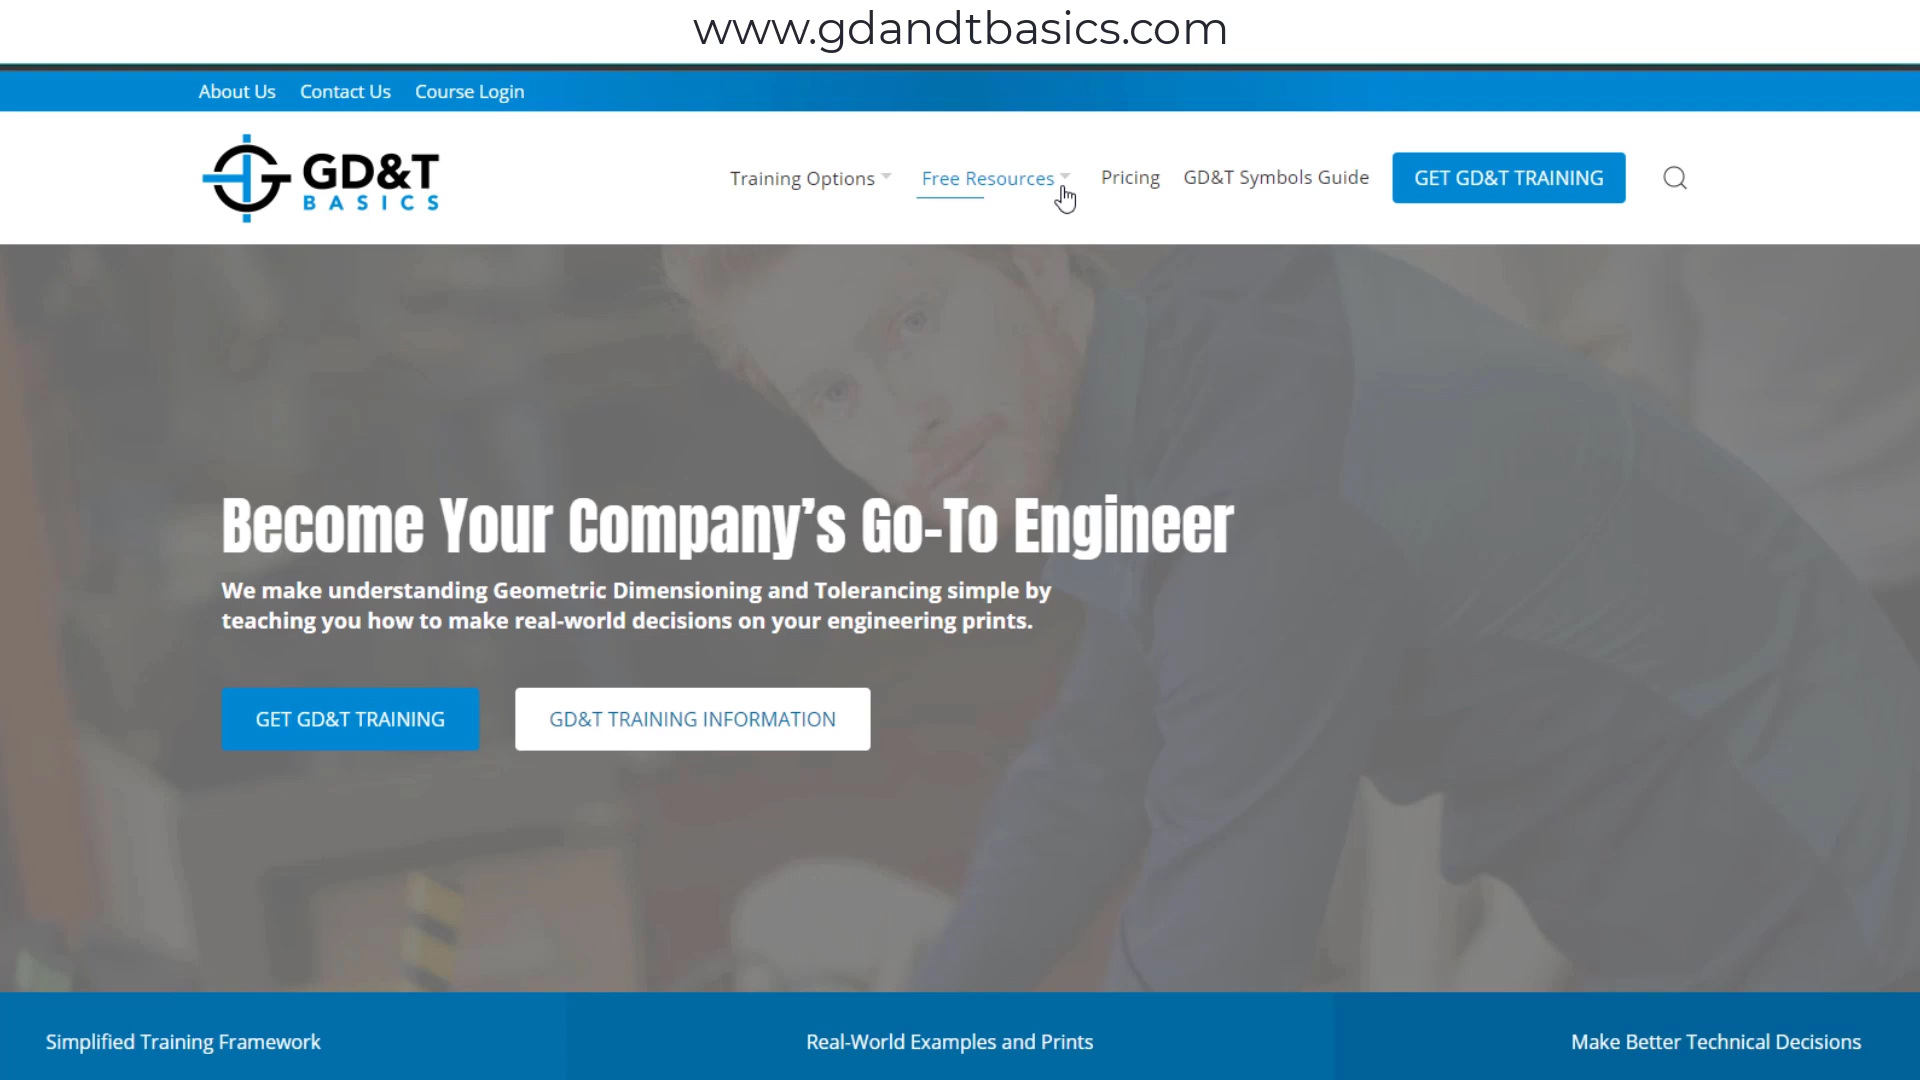 www.gdandtbasics.com
About Us Contact Us Course Login
GD&T
BASICS
Training Options Free Resources Pricing GD&T Symbols Guide GET GD&T TRAINING
Become Your Company’s Go-To Engineer
We make understanding Geometric Dimensioning and Tolerancing simple by
teaching you how to make real-world decisions on your engineering prints.
GET GD&T TRAINING GD&T TRAINING INFORMATION
Simplified Training Framework Real-World Examples and Prints Make Better Technical Decisions